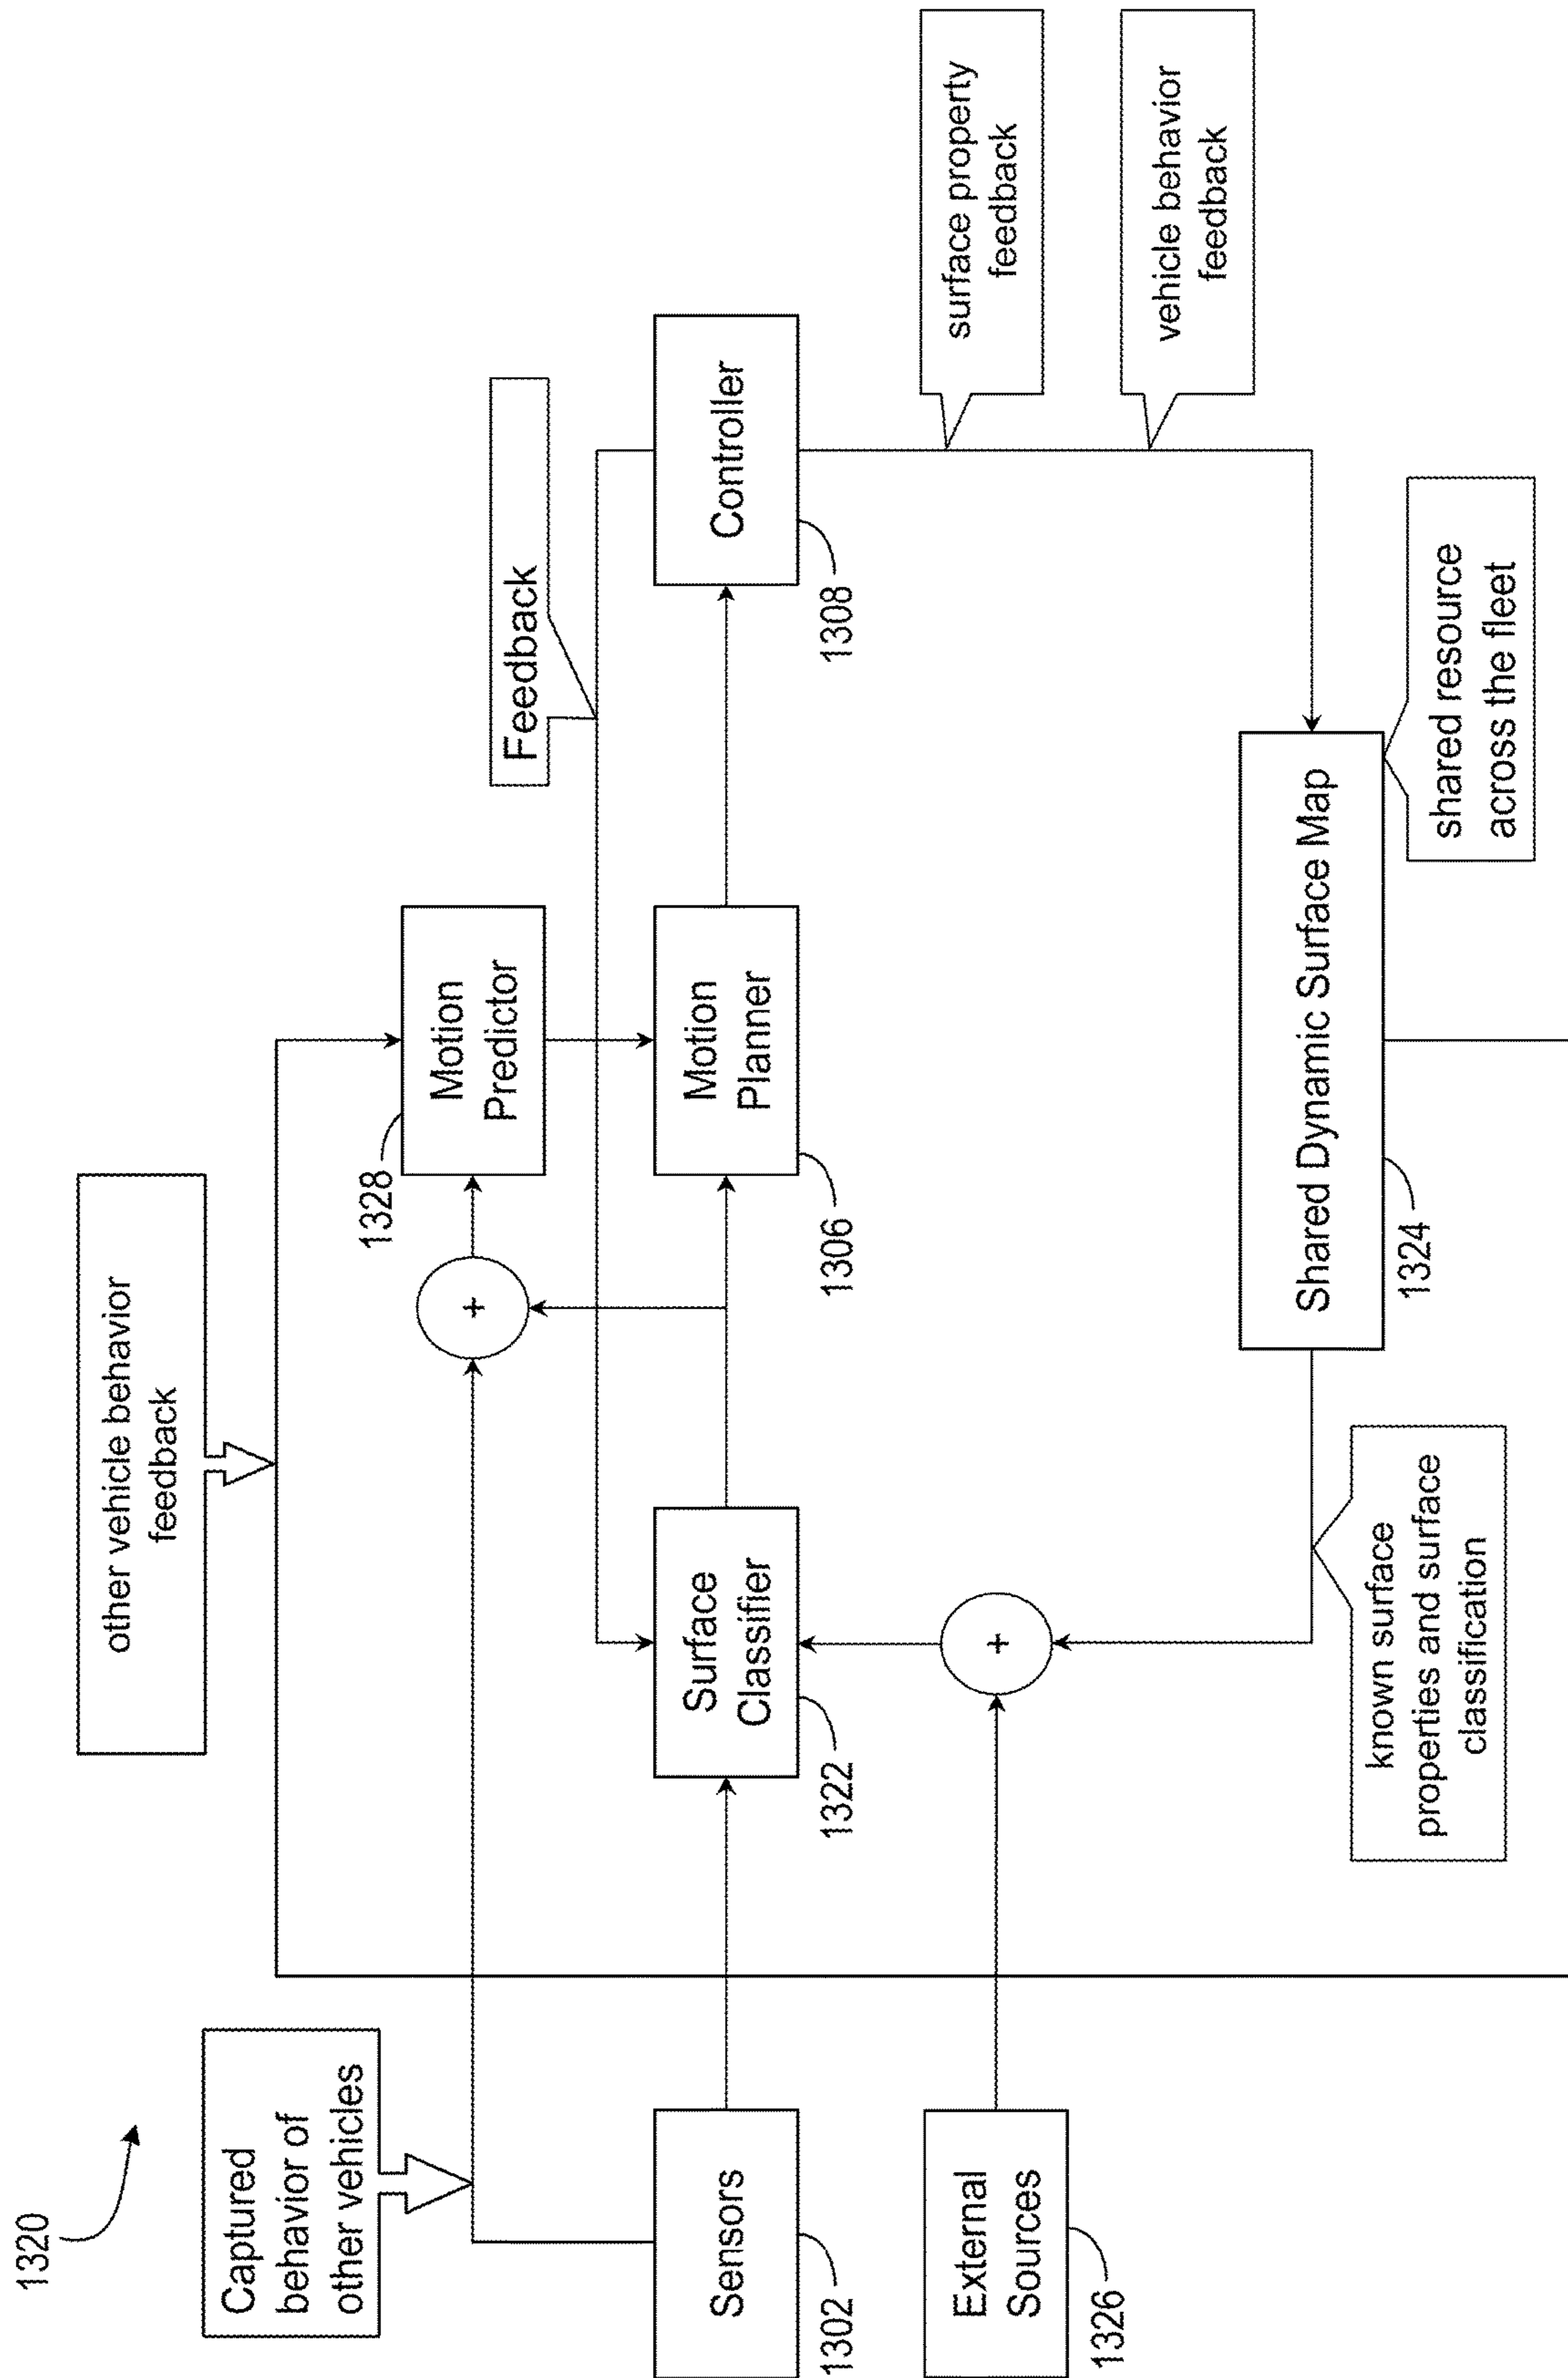 1320
Captured
behavior of
other vehicles
other vehicle behavior
feedback
Feedback
1328
Motion
Predictor
+
Sensors
1302
Surface
Classifier
1322
Motion
Planner
1306
Controller
1308
External
Sources
1326
+
surface property
feedback
vehicle behavior
feedback
Shared Dynamic Surface Map
1324
known surface
properties and surface
classification
shared resource
across the fleet